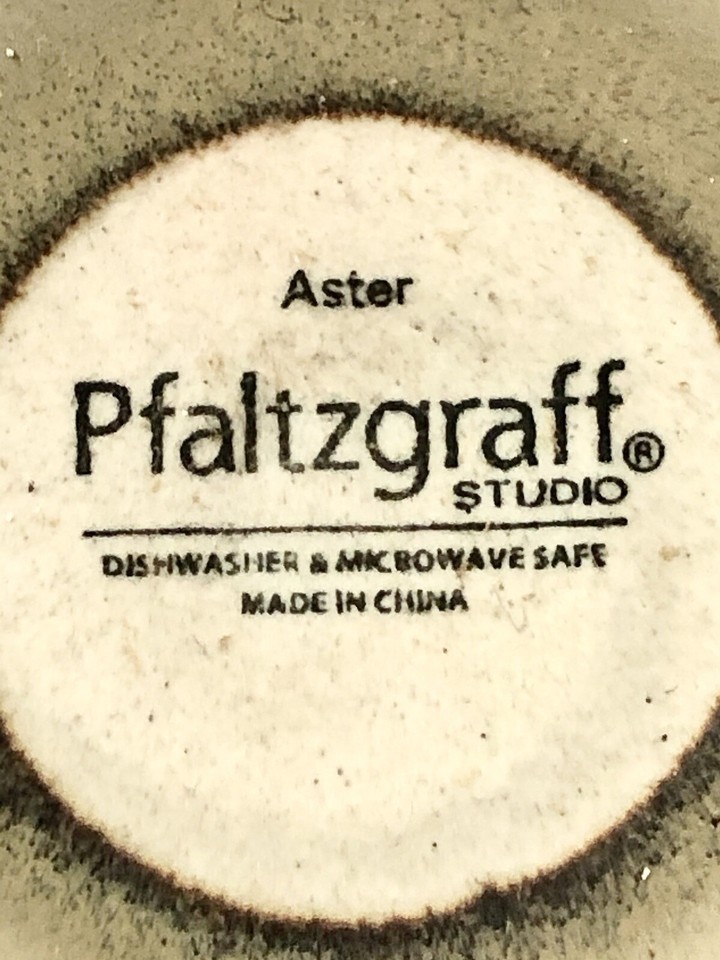 Aster
Pfaltzgraff®
STUDIO
DISHWASHER & MICROWAVE SAFE
MADE IN CHINA